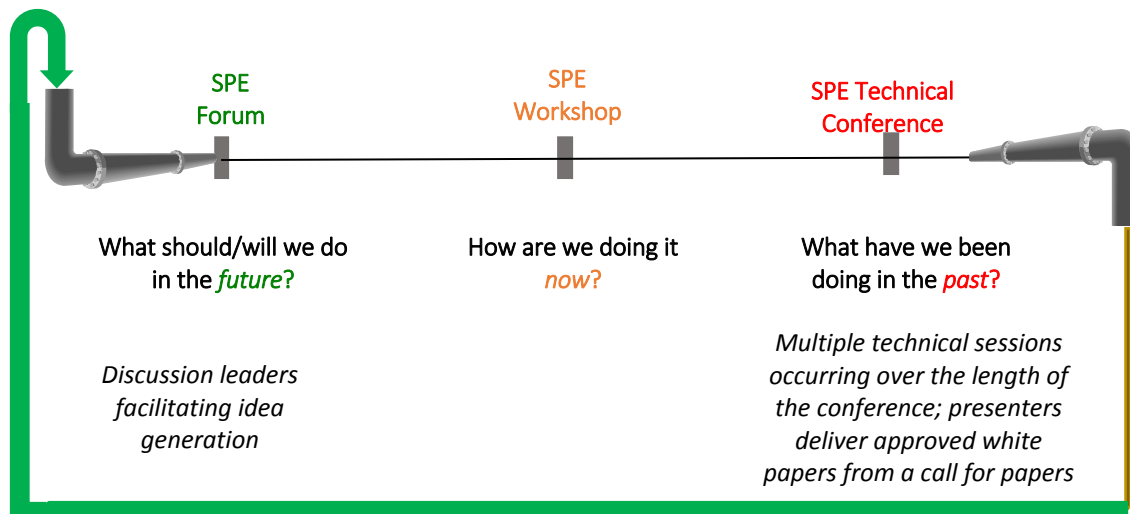 SPE
Forum
SPE
Workshop
SPE Technical
Conference
What should/will we do
in the future?
How are we doing it
now?
What have we been
doing in the past?
Discussion leaders
facilitating idea
generation
Multiple technical sessions
occurring over the length of
the conference; presenters
deliver approved white
papers from a call for papers